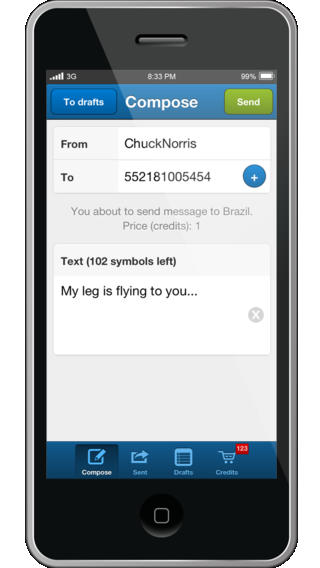 3G 8:33 PM 99%
To drafts Compose Send
From ChuckNorris
To 552181005454 +
You about to send message to Brazil.
Price (credits): 1
Text (102 symbols left)
My leg is flying to you...
123
Compose Sent Drafts Credits